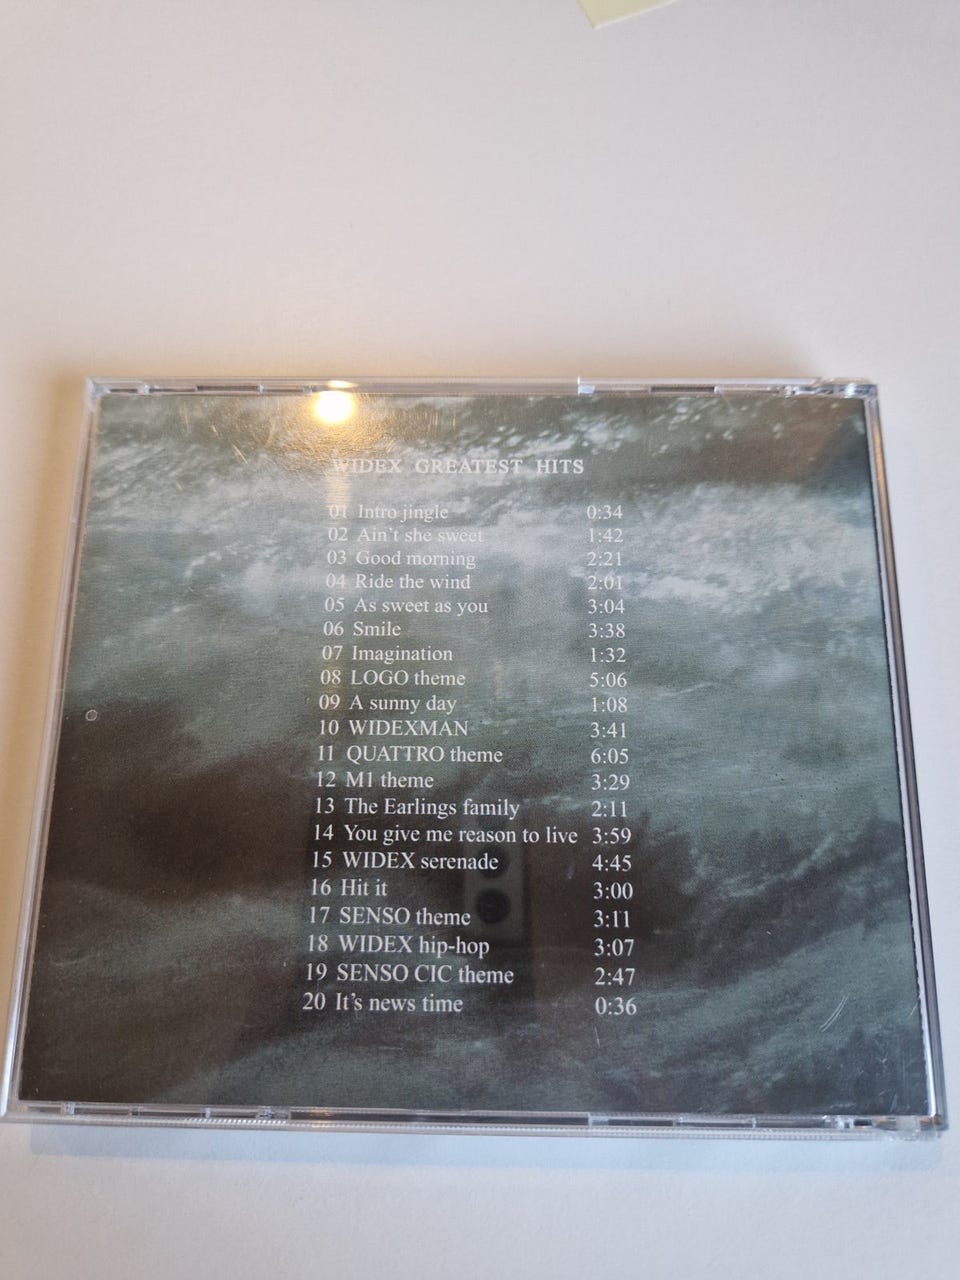 WIDEX GREATEST HITS
01 Intro jingle 0:34
02 Ain't she sweet 1:42
03 Good morning 2:21
04 Ride the wind 2:01
05 As sweet as you 3:04
06 Smile 3:38
07 Imagination 1:32
08 LOGO theme 5:06
09 A sunny day 1:08
10 WIDEXMAN 3:41
11 QUATTRO theme 6:05
12 M1 theme 3:29
13 The Earlings family 2:11
14 You give me reason to live 3:59
15 WIDEX serenade 4:45
16 Hit it 3:00
17 SENSO theme 3:11
18 WIDEX hip-hop 3:07
19 SENSO CIC theme 2:47
20 It's news time 0:36